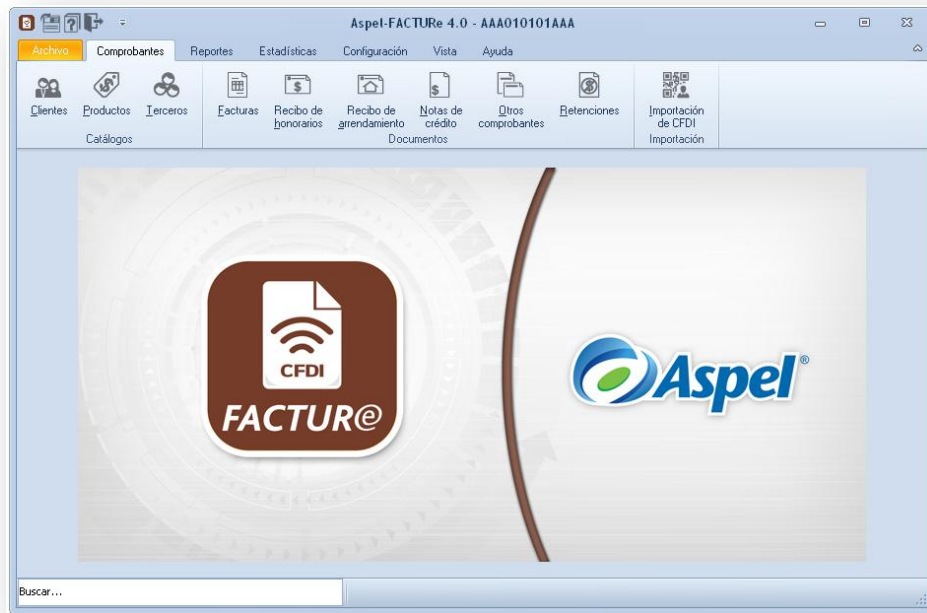 Aspel-FACTURe 4.0 - AAA010101AAA
Archivo Comprobantes Reportes Estadísticas Configuración Vista Ayuda
Clientes Productos Terceros Facturas Recibo de honorarios Recibo de arrendamiento Notas de crédito Otros comprobantes Retenciones Importación de CFDI
Catálogos Documentos Importación
CFDI
FACTURe
Aspel®
Buscar...